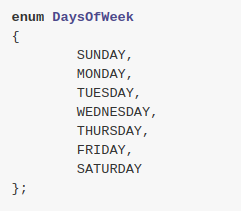 enum DaysOfWeek
{
        SUNDAY,
        MONDAY,
        TUESDAY,
        WEDNESDAY,
        THURSDAY,
        FRIDAY,
        SATURDAY
};